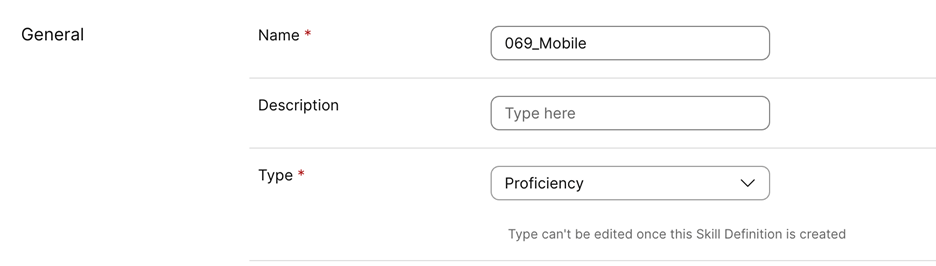 General
Name *
069_Mobile
Description
Type here
Type *
Proficiency
Type can't be edited once this Skill Definition is created